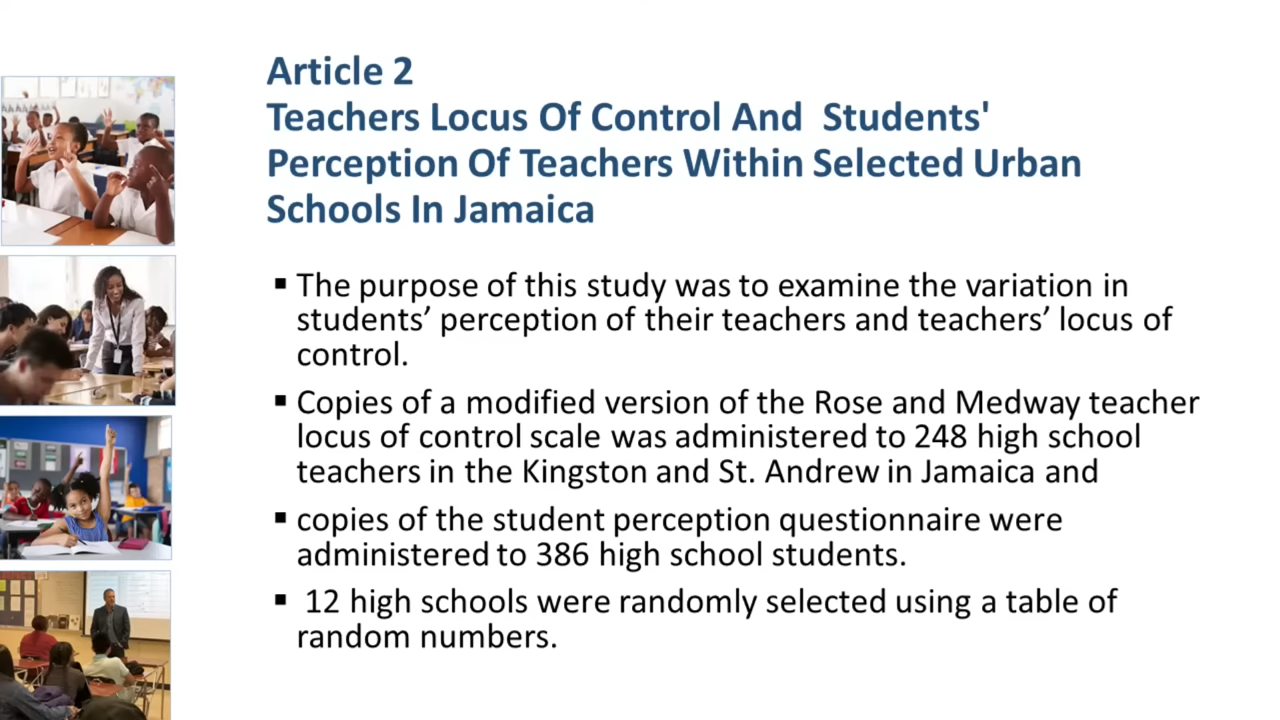 Article 2
Teachers Locus Of Control And  Students'
Perception Of Teachers Within Selected Urban
Schools In Jamaica
▪ The purpose of this study was to examine the variation in
students’ perception of their teachers and teachers’ locus of
control.
▪ Copies of a modified version of the Rose and Medway teacher
locus of control scale was administered to 248 high school
teachers in the Kingston and St. Andrew in Jamaica and
▪ copies of the student perception questionnaire were
administered to 386 high school students.
▪ 12 high schools were randomly selected using a table of
random numbers.